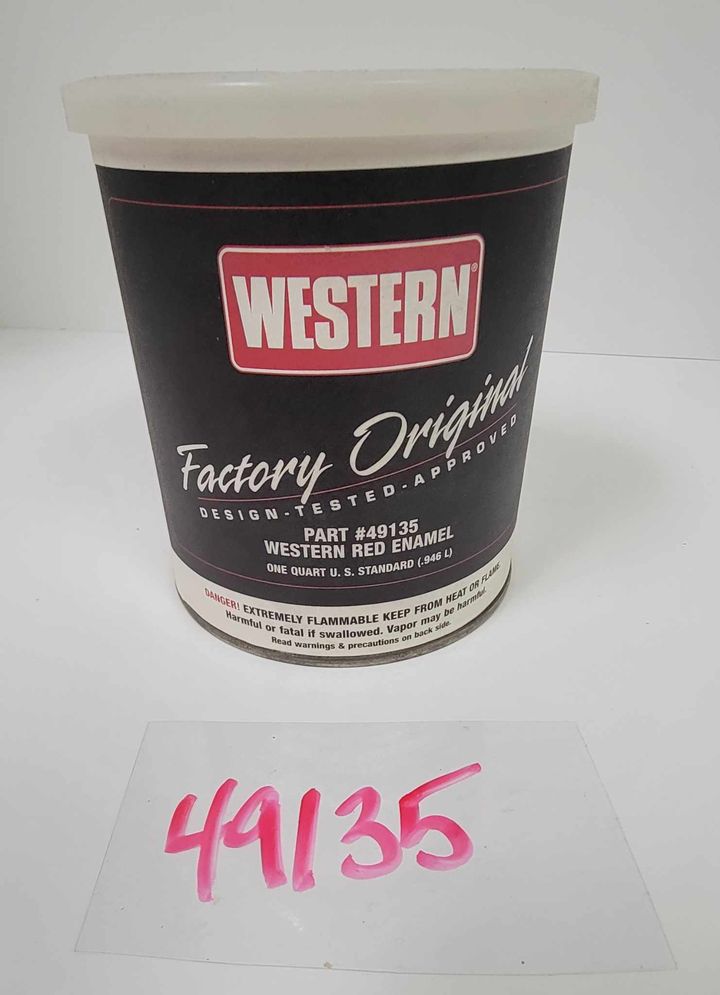 WESTERN®
Factory Original
DESIGN-TESTED-APPROVED
PART #49135
WESTERN RED ENAMEL
ONE QUART U. S. STANDARD (.946 L)
DANGER! EXTREMELY FLAMMABLE KEEP FROM HEAT OR FLAME.
Harmful or fatal if swallowed. Vapor may be harmful.
Read warnings & precautions on back side.
49135